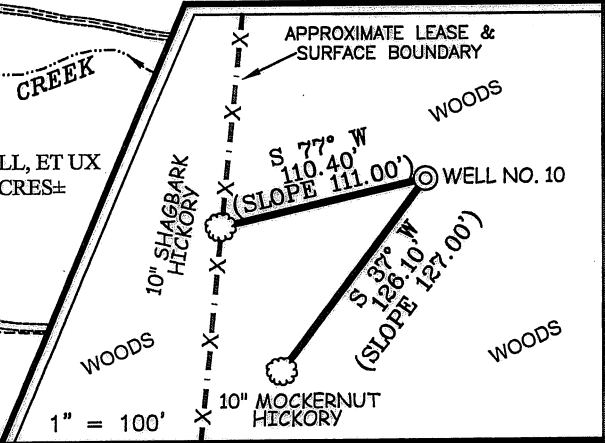 APPROXIMATE LEASE &
SURFACE BOUNDARY
CREEK
WOODS
LL, ET UX
CRES±
S 77° W
110.40'
(SLOPE 111.00')
WELL NO. 10
10" SHAGBARK
HICKORY
S 37° W
126.10'
(SLOPE 127.00')
WOODS
WOODS
10" MOCKERNUT
HICKORY
1" = 100'